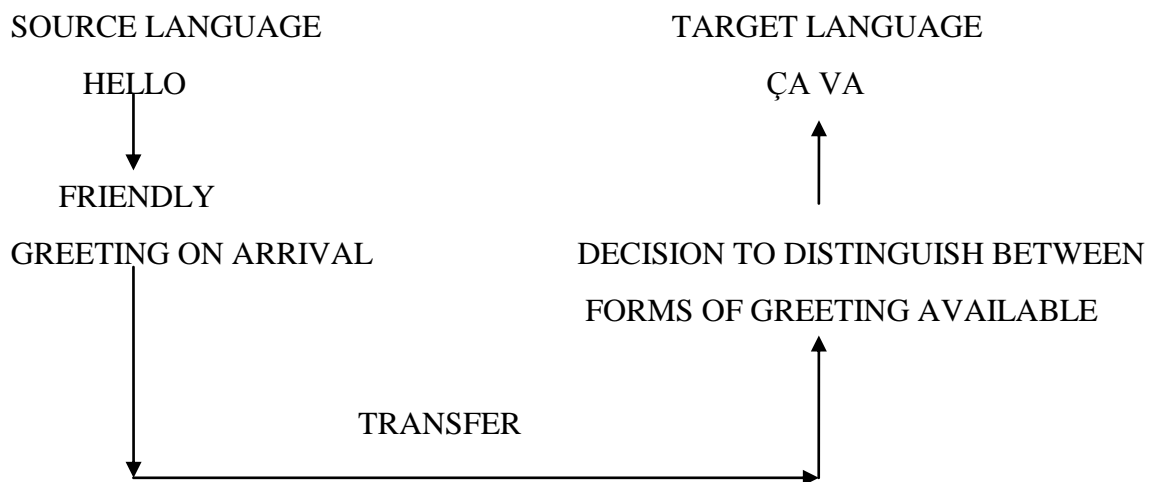 SOURCE LANGUAGE
TARGET LANGUAGE
HELLO
ÇA VA
FRIENDLY
GREETING ON ARRIVAL
DECISION TO DISTINGUISH BETWEEN
FORMS OF GREETING AVAILABLE
TRANSFER